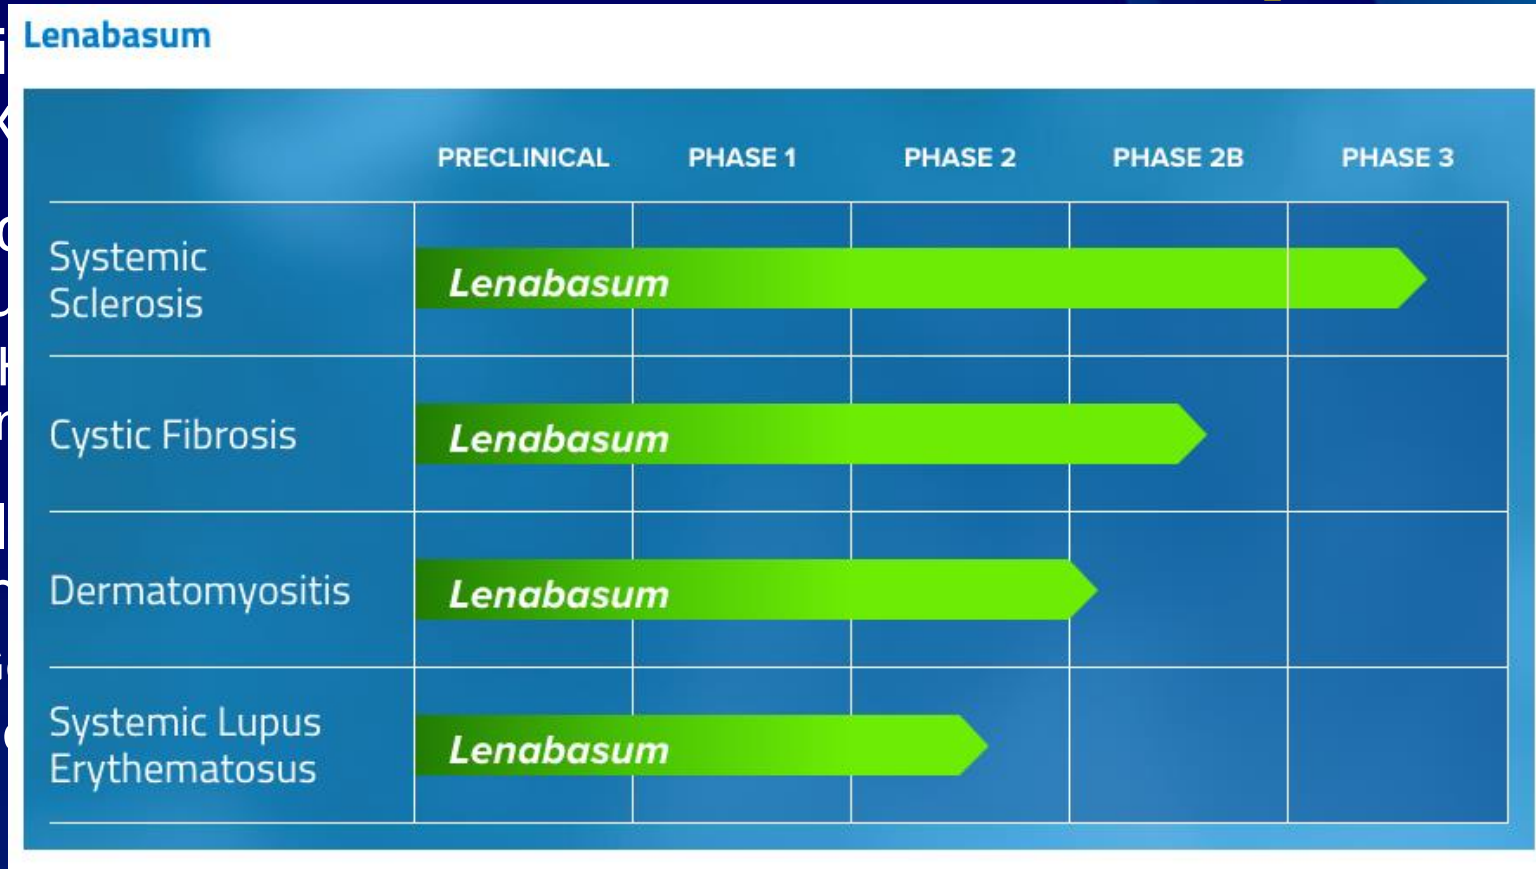 Lenabasum
PRECLINICAL PHASE 1 PHASE 2 PHASE 2B PHASE 3
Systemic
Sclerosis
Lenabasum
Cystic Fibrosis
Lenabasum
Dermatomyositis
Lenabasum
Systemic Lupus
Erythematosus
Lenabasum